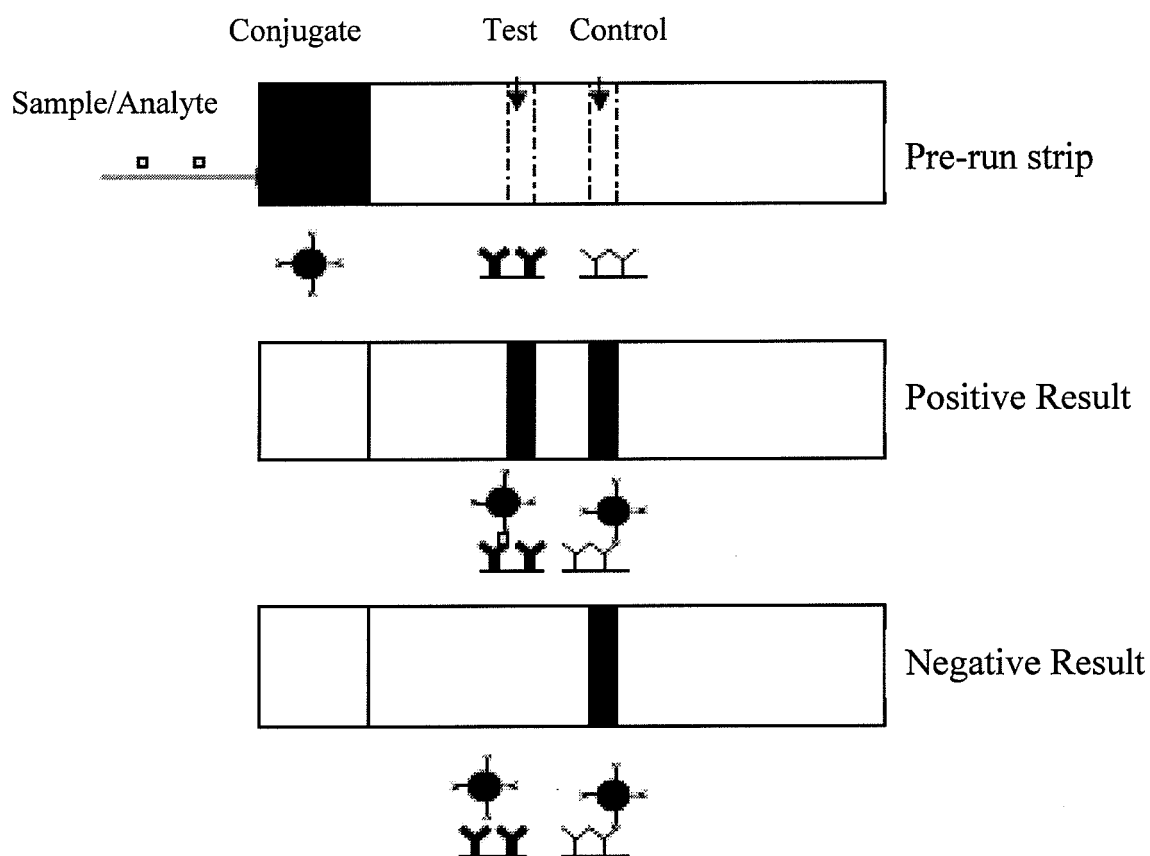 Conjugate Test Control
Sample/Analyte
Pre-run strip
Positive Result
Negative Result